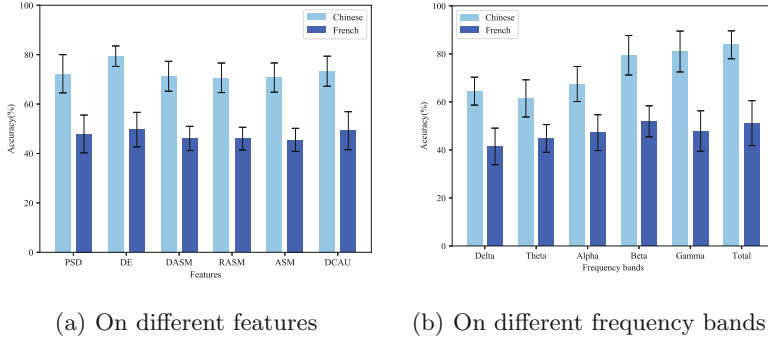 100
80
60
40
20
0
Accuracy(%)
Chinese
French
PSD DE DASM RASM ASM DCAU
Features
100
80
60
40
20
0
Accuracy(%)
Chinese
French
Delta Theta Alpha Beta Gamma Total
Frequency bands
(a) On different features
(b) On different frequency bands